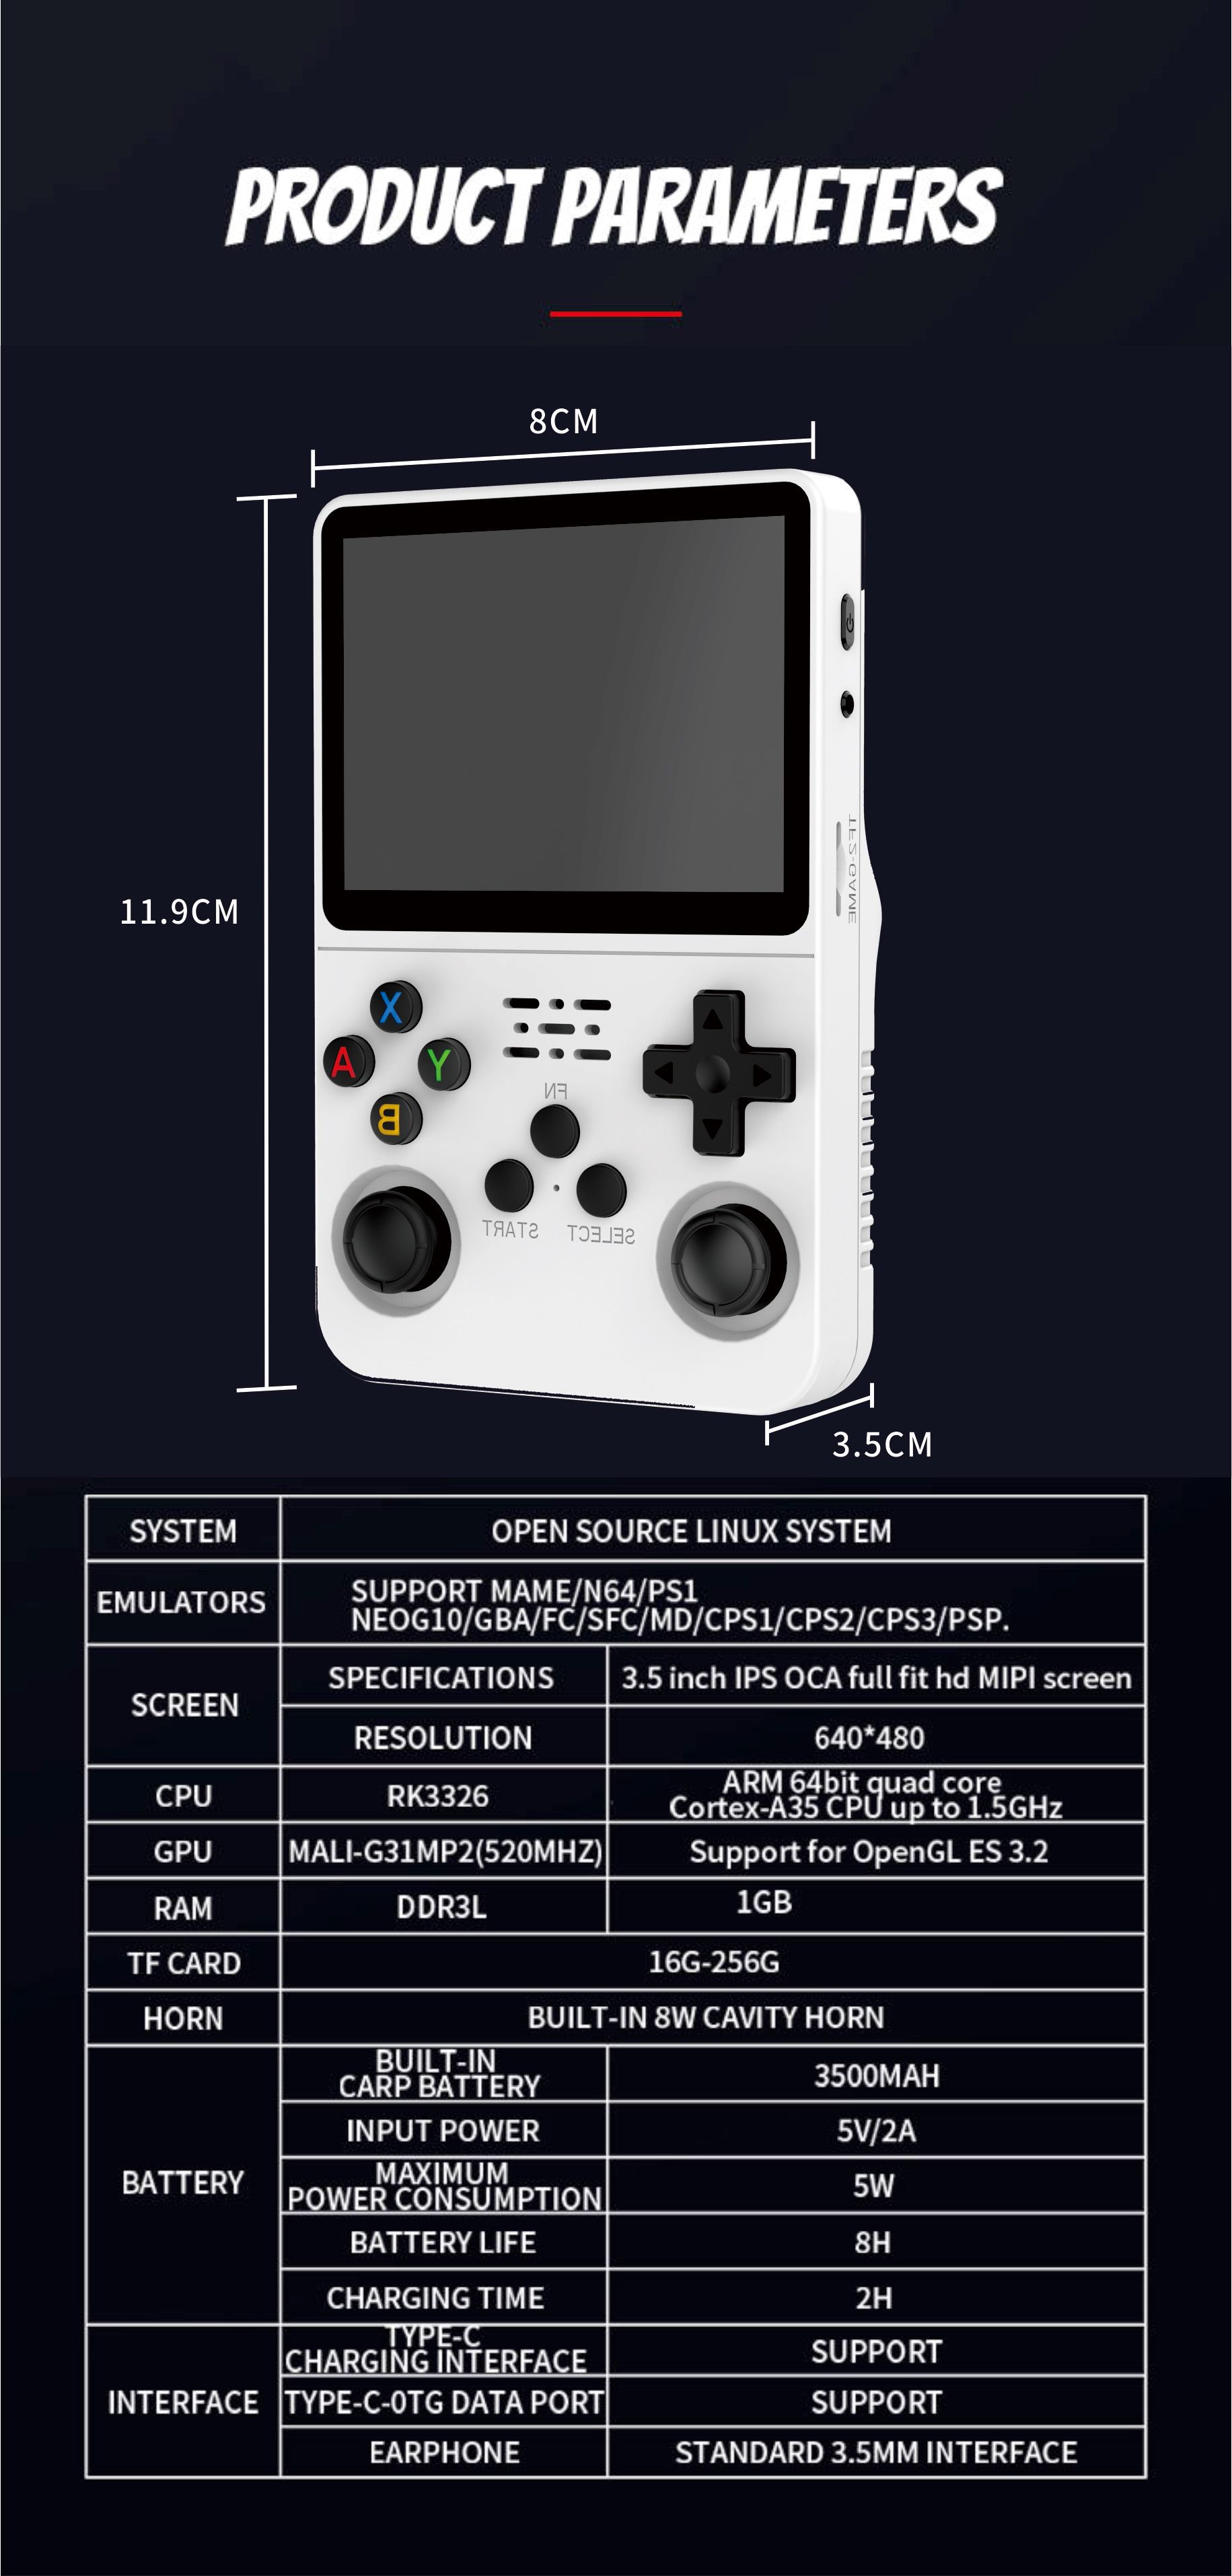 PRODUCT PARAMETERS
8CM
11.9CM
TF2-GAME
X
A
Y
B
FN
START
SELECT
3.5CM
SYSTEM
OPEN SOURCE LINUX SYSTEM
EMULATORS
SUPPORT MAME/N64/PS1
NEOG10/GBA/FC/SFC/MD/CPS1/CPS2/CPS3/PSP.
SCREEN
SPECIFICATIONS
3.5 inch IPS OCA full fit hd MIPI screen
RESOLUTION
640*480
CPU
RK3326
ARM 64bit quad core
Cortex-A35 CPU up to 1.5GHz
GPU
MALI-G31MP2(520MHZ)
Support for OpenGL ES 3.2
RAM
DDR3L
1GB
TF CARD
16G-256G
HORN
BUILT-IN 8W CAVITY HORN
BATTERY
BUILT-IN
CARP BATTERY
3500MAH
INPUT POWER
5V/2A
MAXIMUM
POWER CONSUMPTION
5W
BATTERY LIFE
8H
CHARGING TIME
2H
INTERFACE
TYPE-C
CHARGING INTERFACE
SUPPORT
TYPE-C-0TG DATA PORT
SUPPORT
EARPHONE
STANDARD 3.5MM INTERFACE